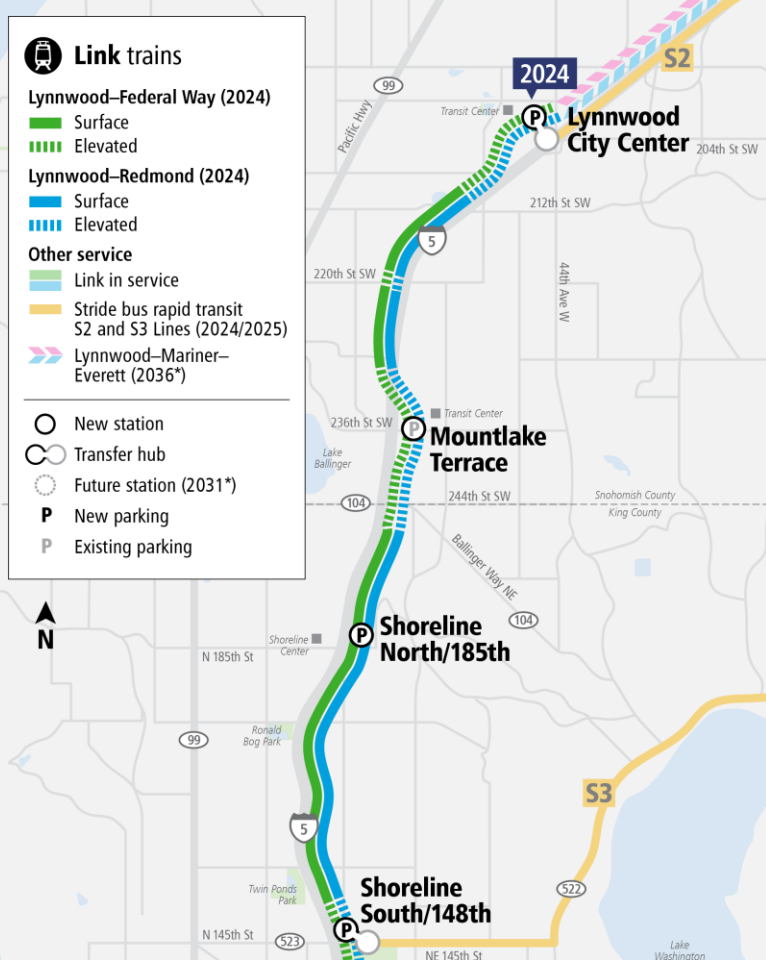 Link trains
Lynnwood–Federal Way (2024)
Surface
Elevated
Lynnwood–Redmond (2024)
Surface
Elevated
Other service
Link in service
Stride bus rapid transit
S2 and S3 Lines (2024/2025)
Lynnwood–Mariner–
Everett (2036*)
New station
Transfer hub
Future station (2031*)
P New parking
P Existing parking
N
S2
2024
99
Pacific Hwy
Transit Center
P
Lynnwood
City Center
204th St SW
212th St SW
5
220th St SW
44th Ave W
Transit Center
236th St SW
P
Mountlake
Terrace
Lake
Ballinger
104
244th St SW
Snohomish County
King County
Ballinger Way NE
104
Shoreline
Center
P
Shoreline
North/185th
N 185th St
Ronald
Bog Park
99
S3
5
Twin Ponds
Park
Shoreline
South/148th
522
P
N 145th St
523
NE 145th St
Lake
Washington